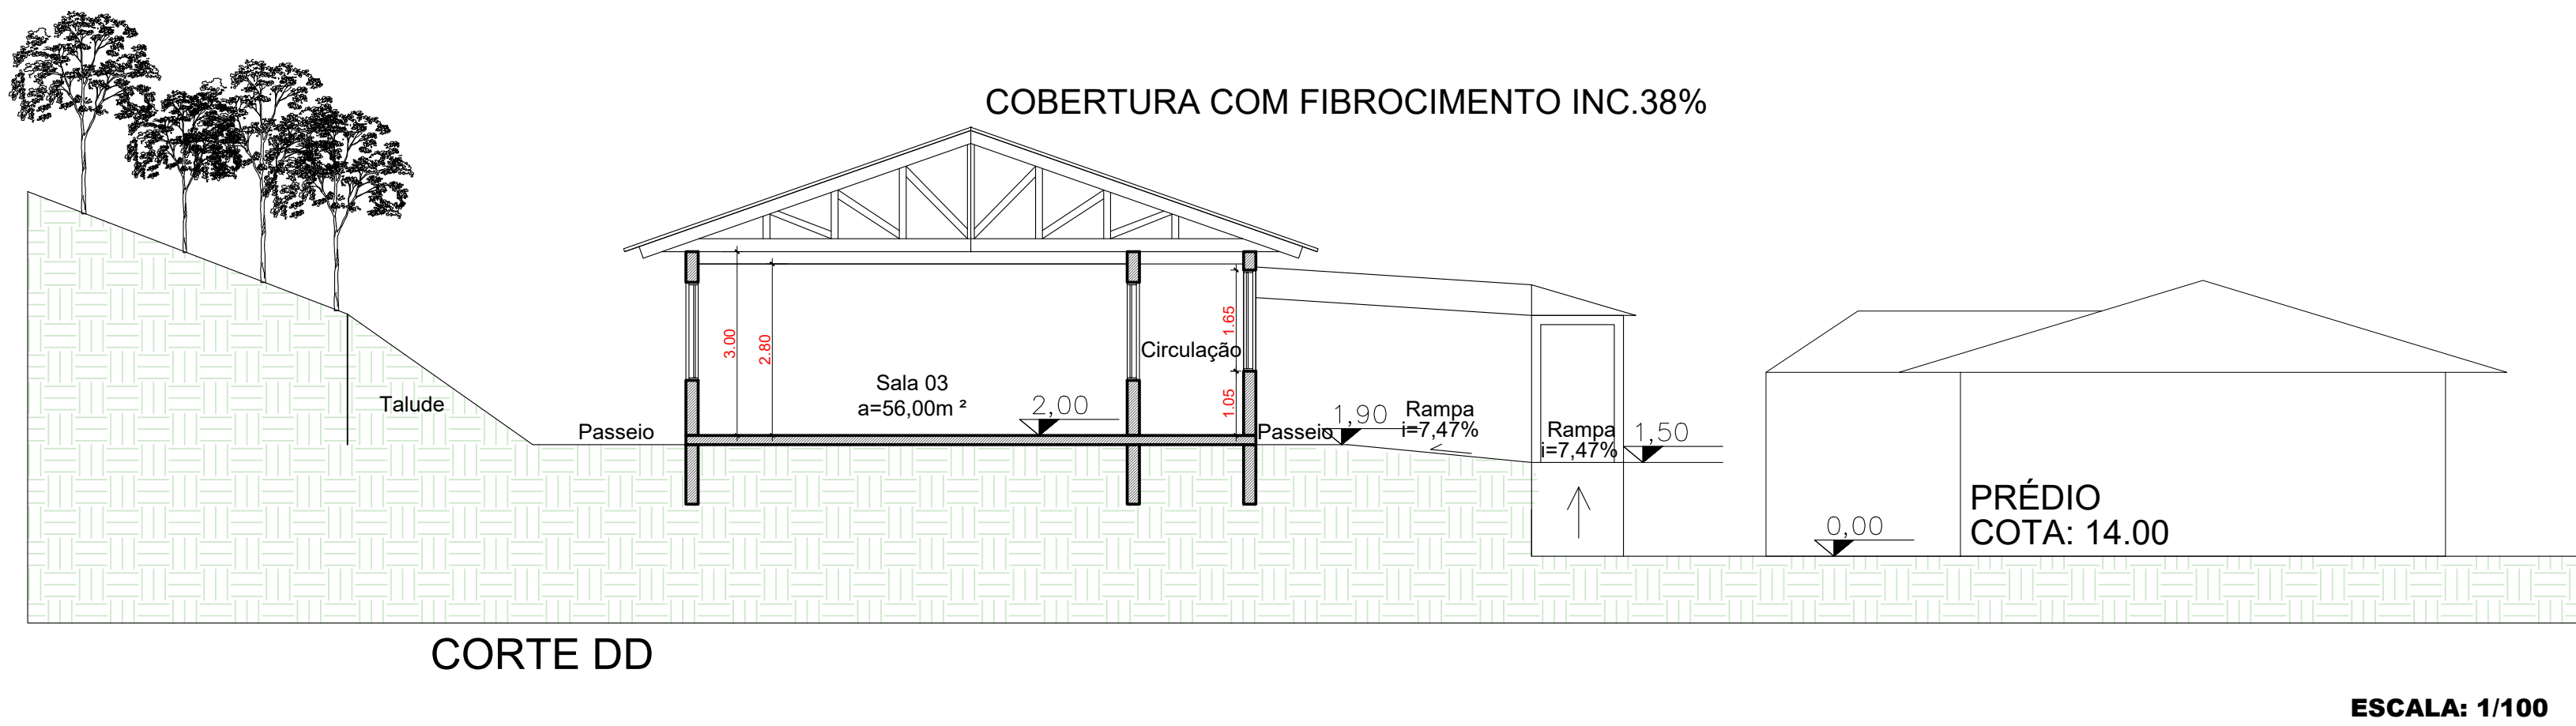 COBERTURA COM FIBROCIMENTO INC.38%
3.00
2.80
1.65
Circulação
1.05
Sala 03
a=56,00m ²
2,00
Talude
Passeio
Passeio
1,90
Rampa
i=7,47%
Rampa
i=7,47%
1,50
PRÉDIO
COTA: 14.00
0,00
CORTE DD
ESCALA: 1/100